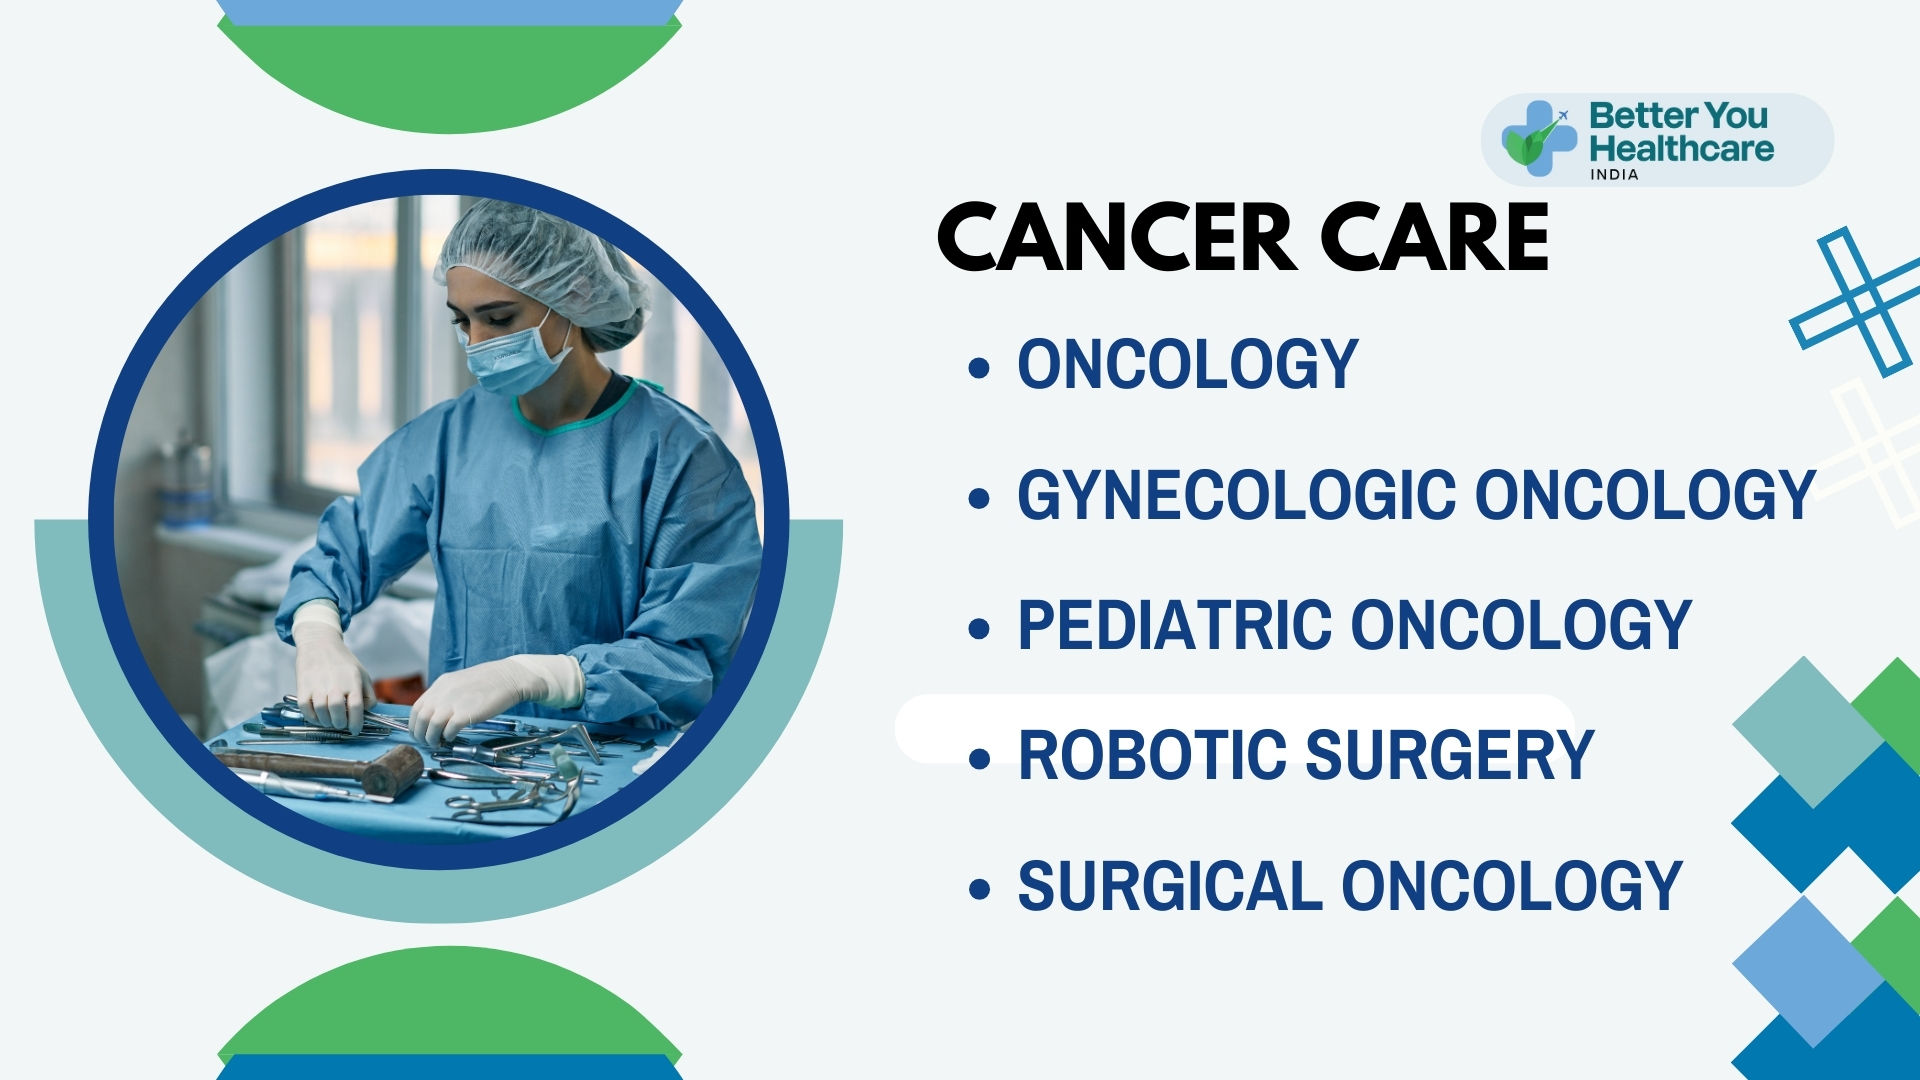 Better You
Healthcare
INDIA
CANCER CARE
• ONCOLOGY
• GYNECOLOGIC ONCOLOGY
• PEDIATRIC ONCOLOGY
• ROBOTIC SURGERY
• SURGICAL ONCOLOGY